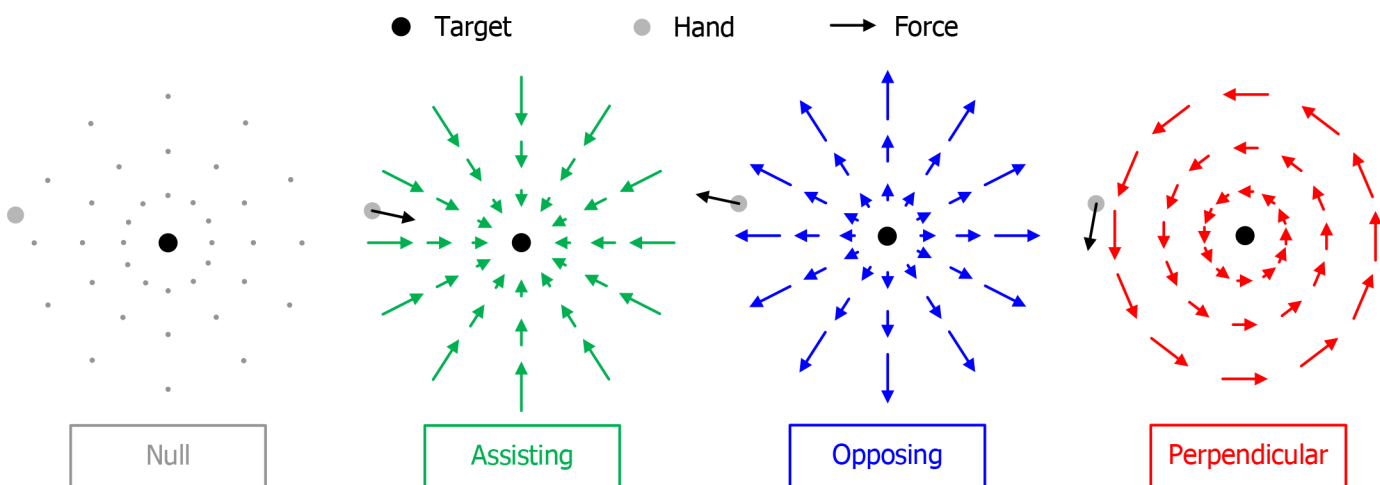 Target Hand Force
Null Assisting Opposing Perpendicular